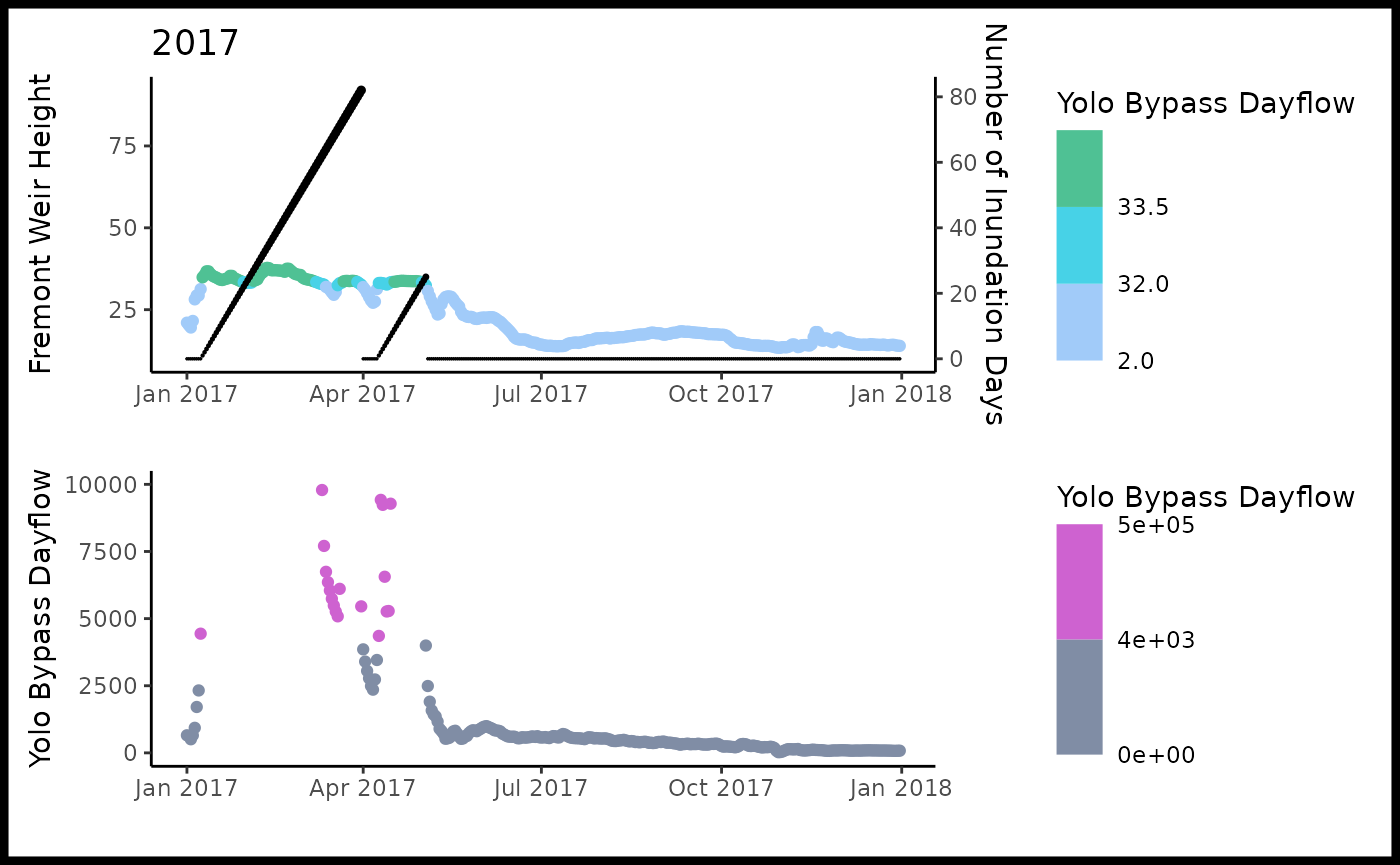 2017
Fremont Weir Height
75
50
25
80
60
40
20
0
Number of Inundation Days
Jan 2017 Apr 2017 Jul 2017 Oct 2017 Jan 2018
Yolo Bypass Dayflow
33.5
32.0
2.0
Yolo Bypass Dayflow
10000
7500
5000
2500
0
Jan 2017 Apr 2017 Jul 2017 Oct 2017 Jan 2018
Yolo Bypass Dayflow
5e+05
4e+03
0e+00